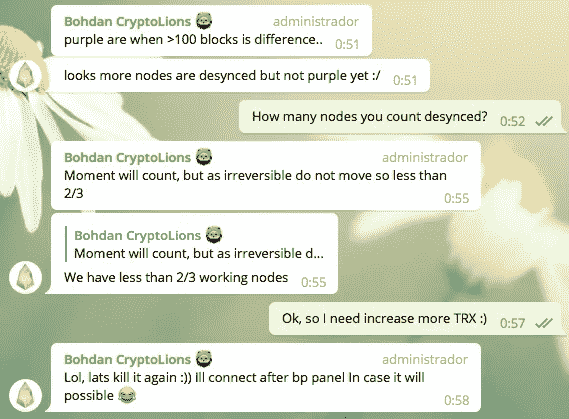 Bohdan CryptoLions administrador
purple are when >100 blocks is difference.. 0:51
looks more nodes are desynced but not purple yet :/ 0:51
How many nodes you count desynced? 0:52
Bohdan CryptoLions administrador
Moment will count, but as irreversible do not move so less than
2/3 0:55
Bohdan CryptoLions
Moment will count, but as irreversible d...
We have less than 2/3 working nodes 0:55
Ok, so I need increase more TRX :) 0:57
Bohdan CryptoLions administrador
Lol, lats kill it again :)) Ill connect after bp panel In case it will
possible 😂 0:58